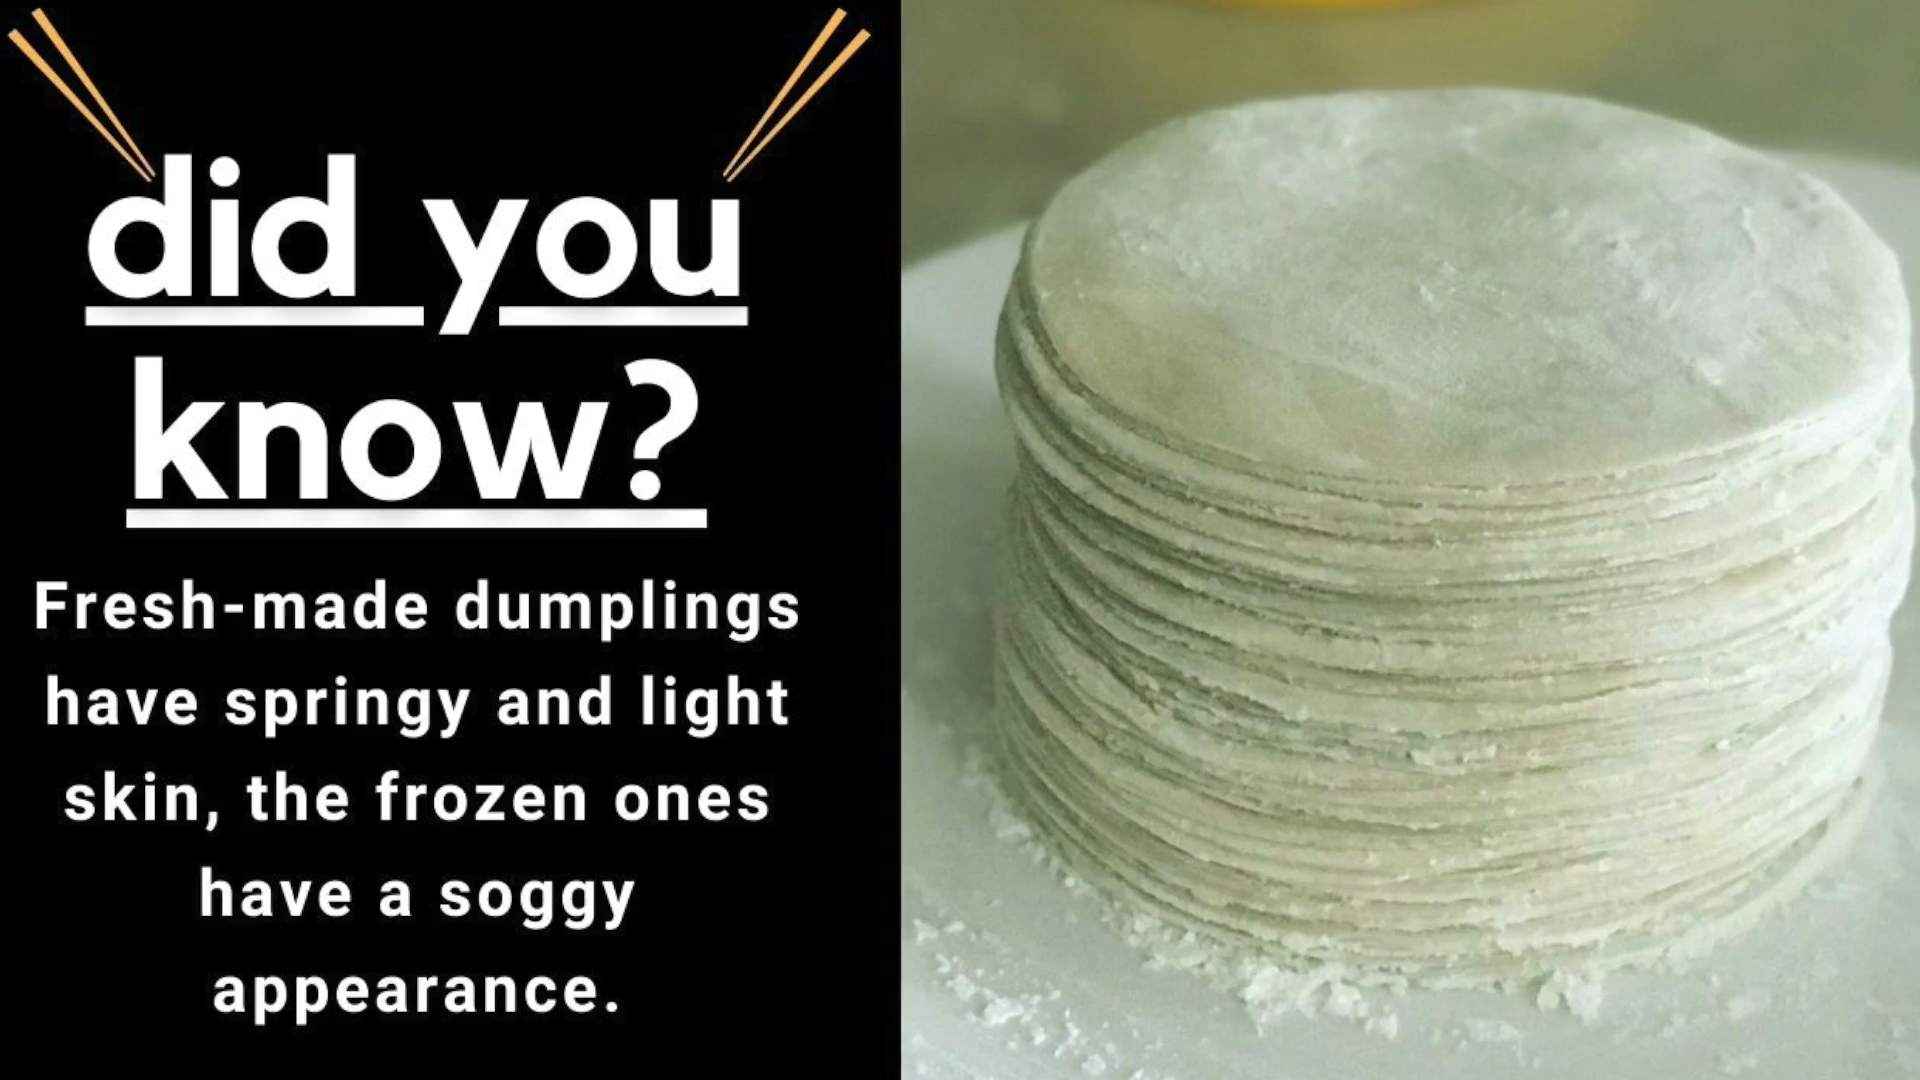 did you
know?
Fresh-made dumplings
have springy and light
skin, the frozen ones
have a soggy
appearance.